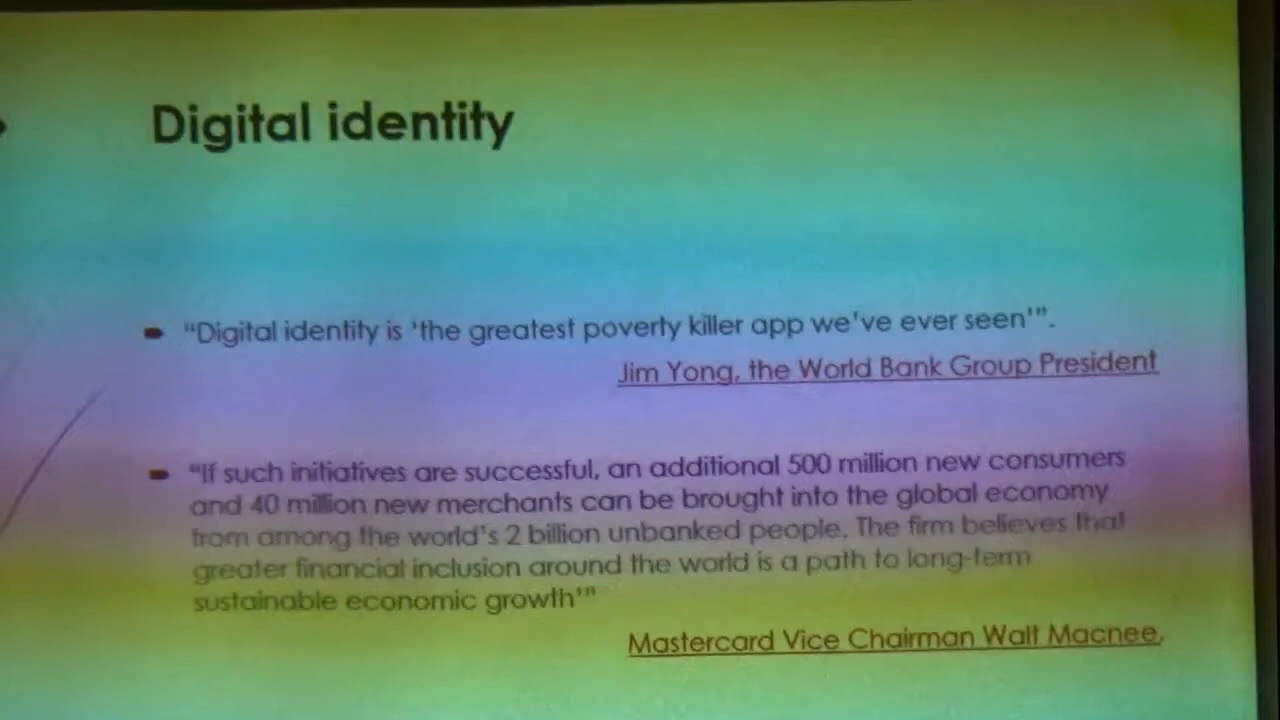 Digital identity
"Digital identity is 'the greatest poverty killer app we've ever seen'".
Jim Yong, the World Bank Group President
"If such initiatives are successful, an additional 500 million new consumers
and 40 million new merchants can be brought into the global economy
from among the world's 2 billion unbanked people. The firm believes that
greater financial inclusion around the world is a path to long-term
sustainable economic growth'"
Mastercard Vice Chairman Walt Macnee,